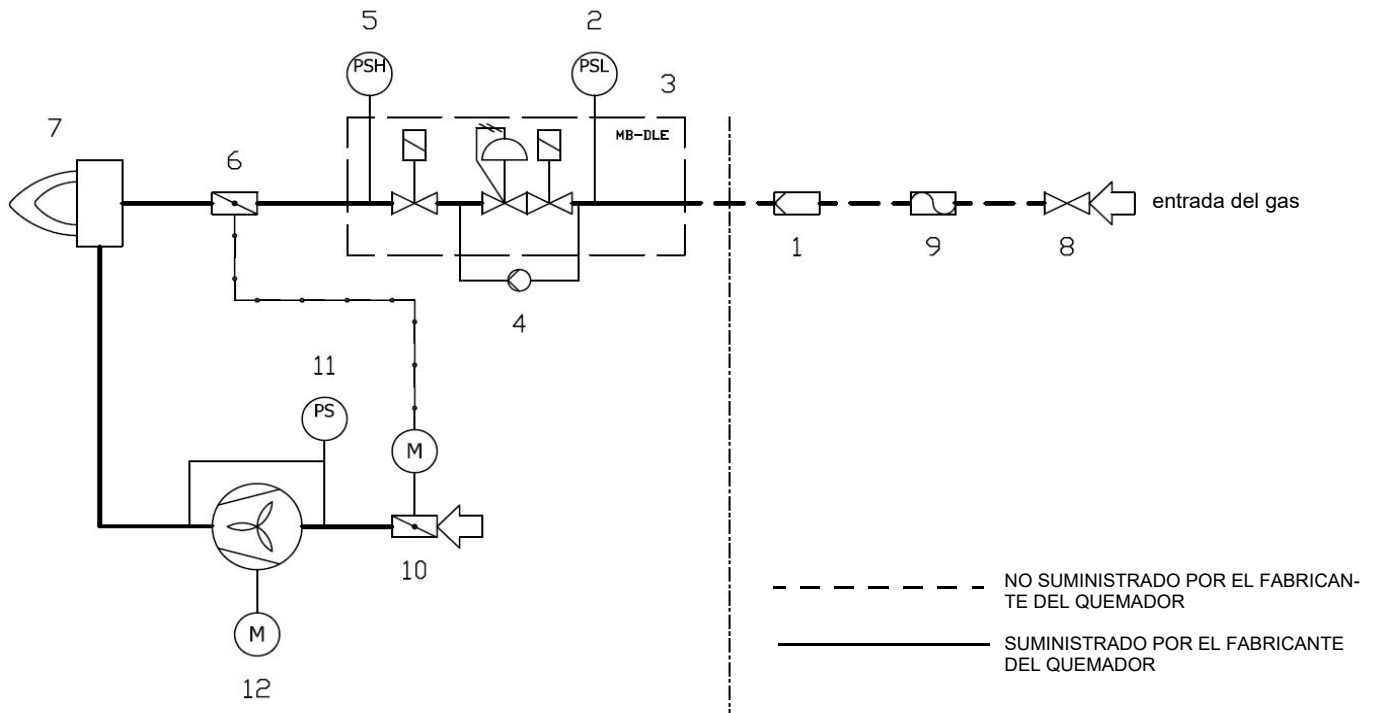 5
2
PSH
PSL
3
7
MB-DLE
6
entrada del gas
1
9
8
4
11
PS
M
10
NO SUMINISTRADO POR EL FABRICAN-
TE DEL QUEMADOR
M
SUMINISTRADO POR EL FABRICANTE
DEL QUEMADOR
12